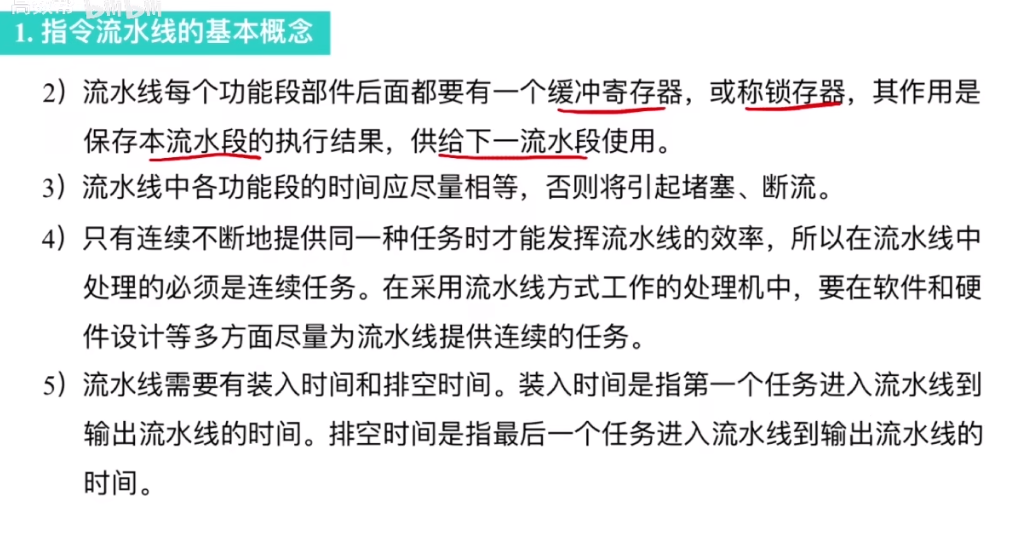 1. 指令流水线的基本概念
2）流水线每个功能段部件后面都要有一个缓冲寄存器，或称锁存器，其作用是
保存本流水段的执行结果，供给下一流水段使用。
3）流水线中各功能段的时间应尽量相等，否则将引起堵塞、断流。
4）只有连续不断地提供同一种任务时才能发挥流水线的效率，所以在流水线中
处理的必须是连续任务。在采用流水线方式工作的处理机中，要在软件和硬
件设计等多方面尽量为流水线提供连续的任务。
5）流水线需要有装入时间和排空时间。装入时间是指第一个任务进入流水线到
输出流水线的时间。排空时间是指最后一个任务进入流水线到输出流水线的
时间。